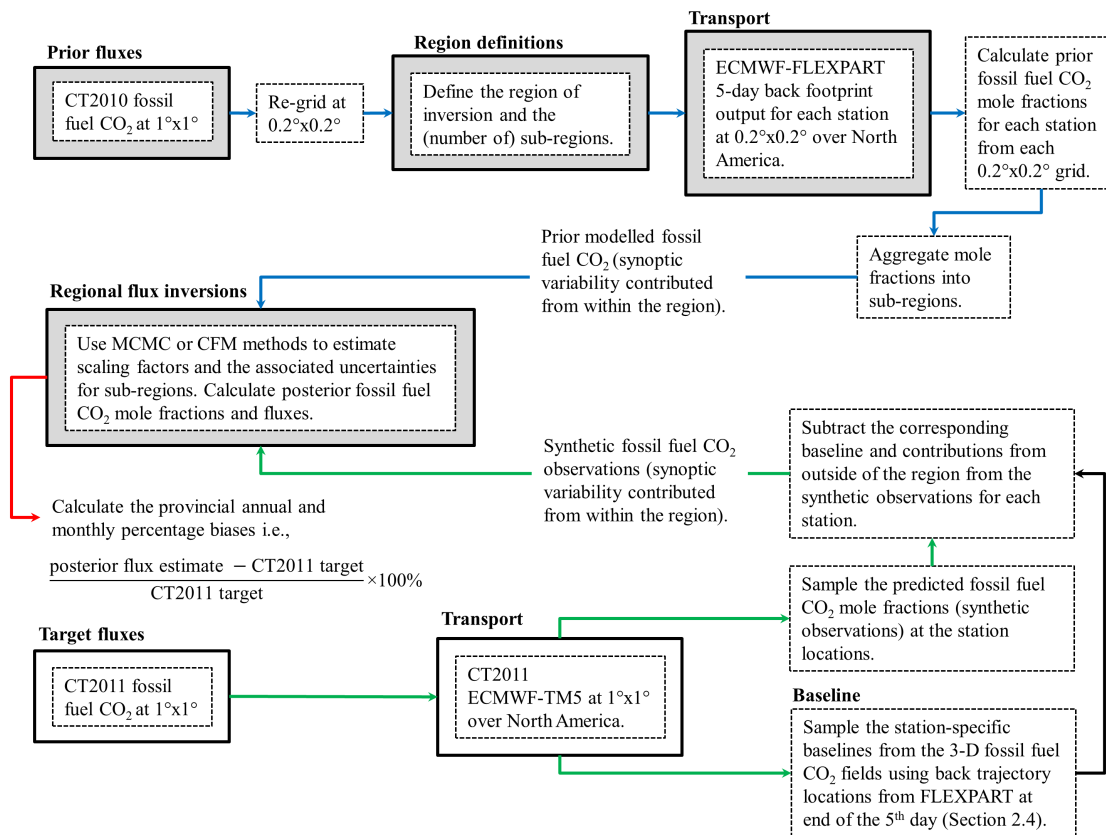 Prior fluxes
CT2010 fossil
fuel CO₂ at 1°x1°
Re-grid at
0.2°x0.2°
Region definitions
Define the region of
inversion and the
(number of) sub-regions.
Transport
ECMWF-FLEXPART
5-day back footprint
output for each station
at 0.2°x0.2° over North
America.
Calculate prior
fossil fuel CO₂
mole fractions
for each station
from each
0.2°x0.2° grid.
Aggregate mole
fractions into
sub-regions.
Prior modelled fossil
fuel CO₂ (synoptic
variability contributed
from within the region).
Regional flux inversions
Use MCMC or CFM methods to estimate
scaling factors and the associated uncertainties
for sub-regions. Calculate posterior fossil fuel
CO₂ mole fractions and fluxes.
Synthetic fossil fuel CO₂
observations (synoptic
variability contributed
from within the region).
Subtract the corresponding
baseline and contributions from
outside of the region from the
synthetic observations for each
station.
Calculate the provincial annual and
monthly percentage biases i.e.,
posterior flux estimate − CT2011 target
CT2011 target
×100%
Sample the predicted fossil fuel
CO₂ mole fractions (synthetic
observations) at the station
locations.
Target fluxes
CT2011 fossil
fuel CO₂ at 1°x1°
Transport
CT2011
ECMWF-TM5 at 1°x1°
over North America.
Baseline
Sample the station-specific
baselines from the 3-D fossil fuel
CO₂ fields using back trajectory
locations from FLEXPART at
end of the 5th day (Section 2.4).